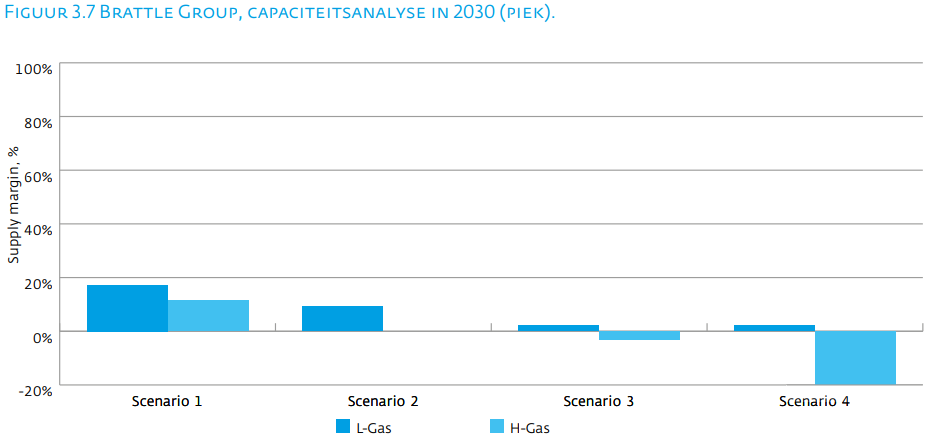 FIGUUR 3.7 BRATTLE GROUP, CAPACITEITSANALYSE IN 2030 (PIEK).
100%
80%
60%
40%
20%
0%
-20%
Supply margin, %
Scenario 1
Scenario 2
Scenario 3
Scenario 4
L-Gas
H-Gas